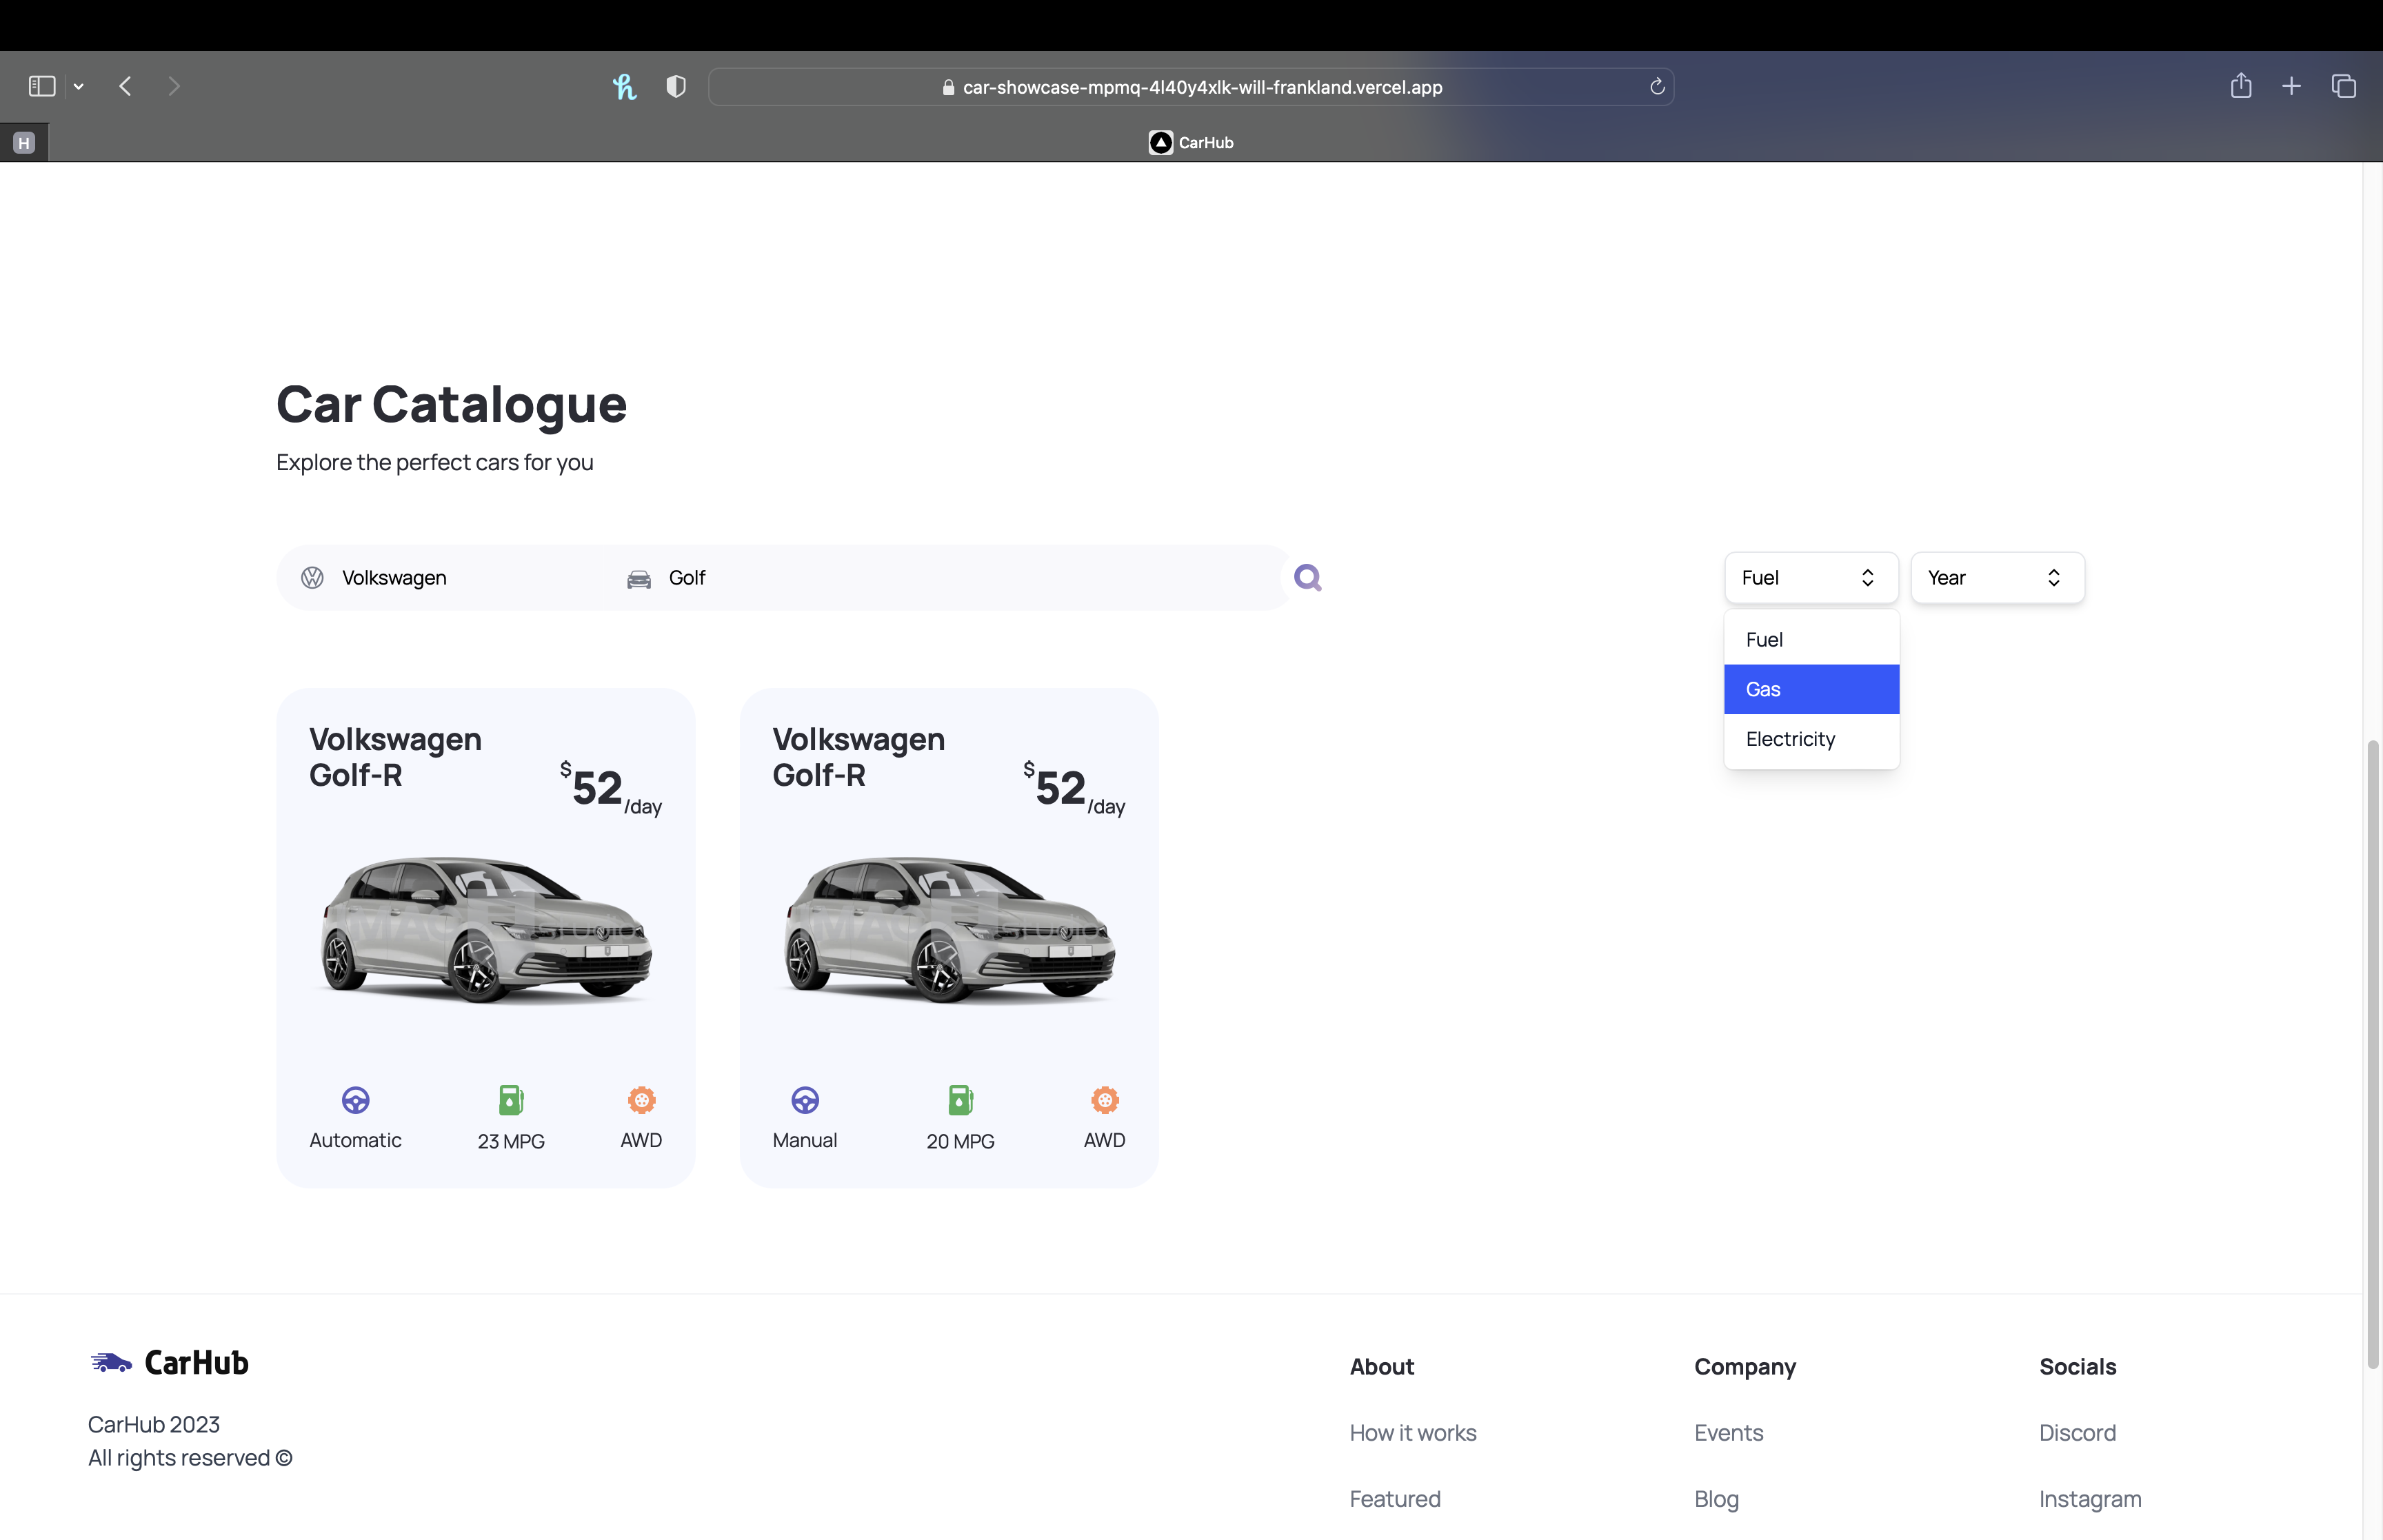 car-showcase-mpmq-4l40y4xlk-will-frankland.vercel.app
H
CarHub
Car Catalogue
Explore the perfect cars for you
Volkswagen
Golf
Fuel
Year
Fuel
Gas
Electricity
Volkswagen
Golf-R
$52/day
Automatic
23 MPG
AWD
Volkswagen
Golf-R
$52/day
Manual
20 MPG
AWD
CarHub
CarHub 2023
All rights reserved ©
About
How it works
Featured
Company
Events
Blog
Socials
Discord
Instagram